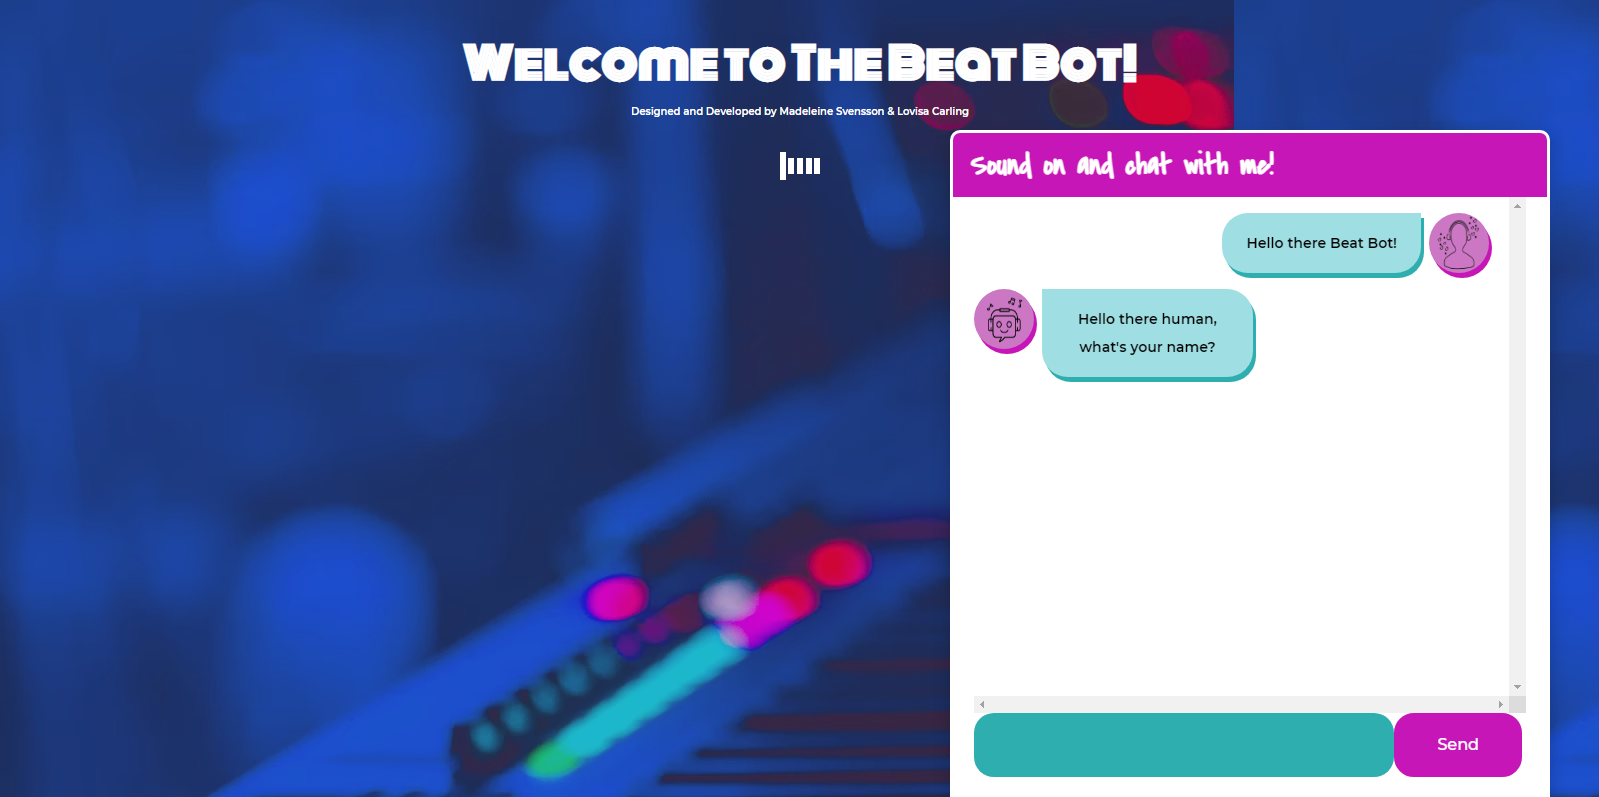 Welcome to The Beat Bot!
Designed and Developed by Madeleine Svensson & Lovisa Carling
Sound on and chat with me!
Hello there Beat Bot!
Hello there human,
what's your name?
Send